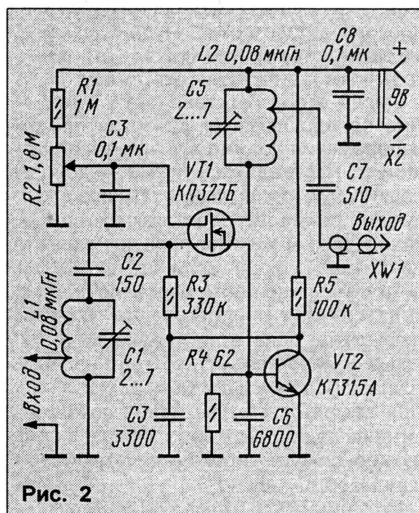 L2 0,08 мкГн
C8
0,1 мк
+
9В
X2
R1
1 М
C5
2...7
R2 1,8 М
C3
0,1 мк
VT1
КП327Б
C7
510
Выход
XW1
C2
150
L1
0,08 мкГн
R3
330 к
R5
100 к
VT2
КТ315А
R4 62
C1
2...7
Вход
C3
3300
C6
6800
Рис. 2